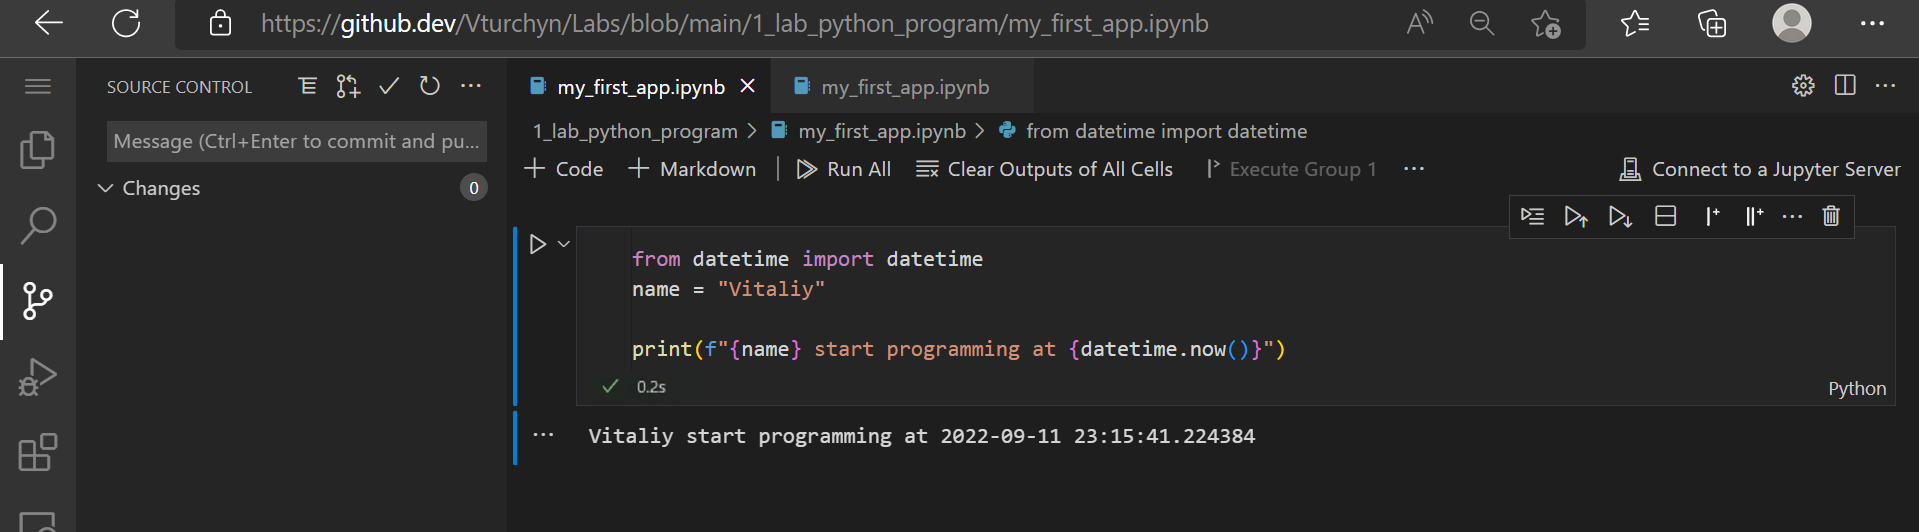 https://github.dev/Vturchyn/Labs/blob/main/1_lab_python_program/my_first_app.ipynb
SOURCE CONTROL
Message (Ctrl+Enter to commit and pu...
Changes 0
my_first_app.ipynb
my_first_app.ipynb
1_lab_python_program > my_first_app.ipynb > from datetime import datetime
+ Code + Markdown | Run All Clear Outputs of All Cells Execute Group 1 ...
Connect to a Jupyter Server
from datetime import datetime
name = "Vitaliy"
print(f"{name} start programming at {datetime.now()}")
0.2s
Python
Vitaliy start programming at 2022-09-11 23:15:41.224384